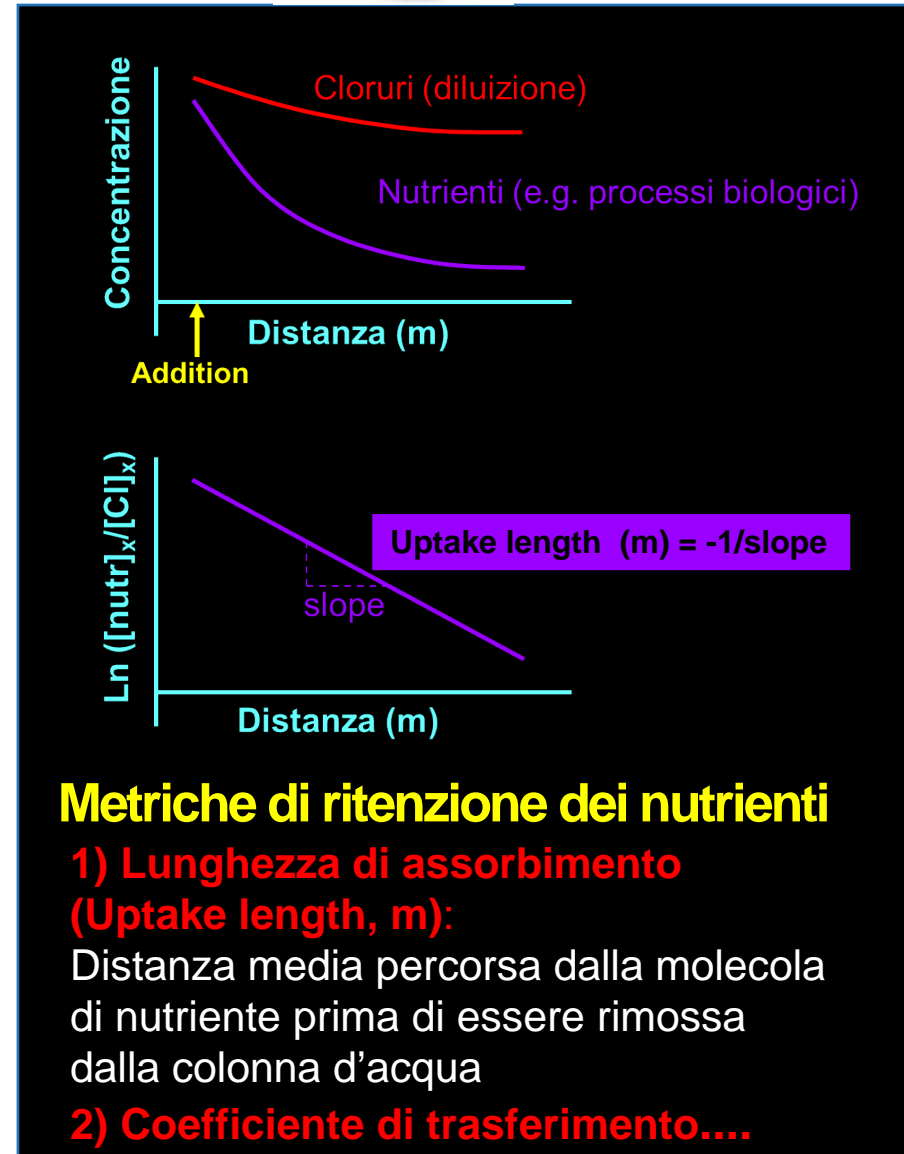 Concentrazione
Cloruri (diluizione)
Nutrienti (e.g. processi biologici)
Distanza (m)
Addition
Ln ([nutr]ₓ/[Cl]ₓ)
Uptake length (m) = -1/slope
slope
Distanza (m)
Metriche di ritenzione dei nutrienti
1) Lunghezza di assorbimento
(Uptake length, m):
Distanza media percorsa dalla molecola
di nutriente prima di essere rimossa
dalla colonna d'acqua
2) Coefficiente di trasferimento....